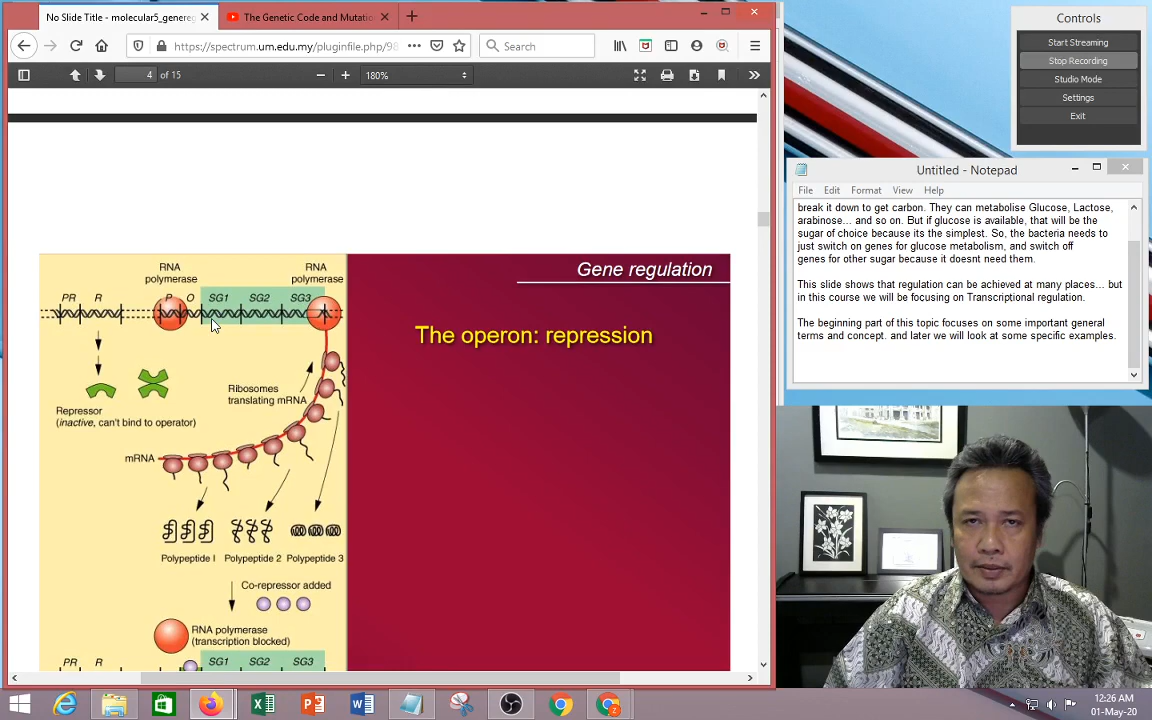 No Slide Title - molecular5_genereg
The Genetic Code and Mutation
https://spectrum.um.edu.my/pluginfile.php/98
Search
4 of 15
180%
Gene regulation
The operon: repression
RNA
polymerase
RNA
polymerase
PR R P O SG1 SG2 SG3
Ribosomes
translating mRNA
Repressor
(inactive, can't bind to operator)
mRNA
Polypeptide 1 Polypeptide 2 Polypeptide 3
Co-repressor added
RNA polymerase
(transcription blocked)
PR R SG1 SG2 SG3
Controls
Start Streaming
Stop Recording
Studio Mode
Settings
Exit
Untitled - Notepad
File Edit Format View Help
break it down to get carbon. They can metabolise Glucose, Lactose,
arabinose... and so on. But if glucose is available, that will be the
sugar of choice because its the simplest. So, the bacteria needs to
just switch on genes for glucose metabolism, and switch off
genes for other sugar because it doesnt need them.
This slide shows that regulation can be achieved at many places... but
in this course we will be focusing on Transcriptional regulation.
The beginning part of this topic focuses on some important general
terms and concept. and later we will look at some specific examples.
12:26 AM
01-May-20